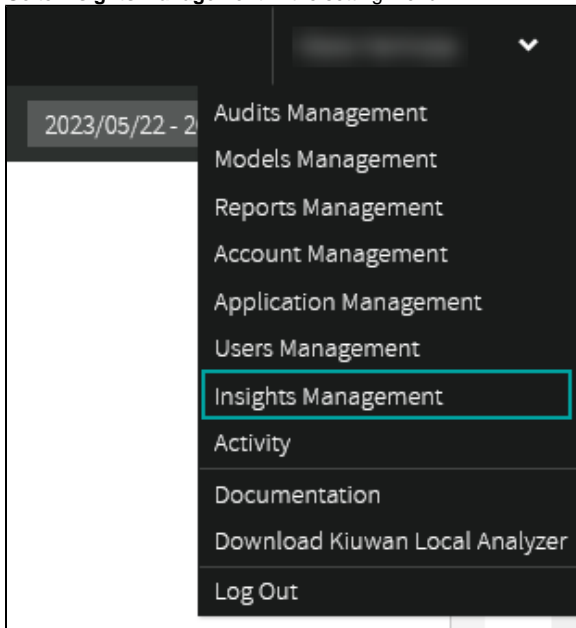 2023/05/22 - 2
Audits Management
Models Management
Reports Management
Account Management
Application Management
Users Management
Insights Management
Activity
Documentation
Download Kiuwan Local Analyzer
Log Out